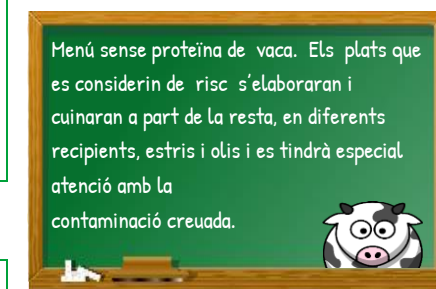 Menú sense proteïna de vaca. Els plats que
es considerin de risc s'elaboraran i
cuinaran a part de la resta, en diferents
recipients, estris i olis i es tindrà especial
atenció amb la
contaminació creuada.